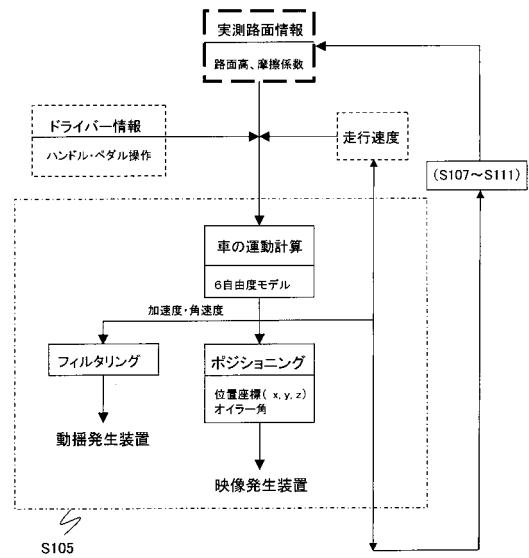 実測路面情報
路面高、摩擦係数
ドライバー情報
ハンドル・ペダル操作
走行速度
(S107～S111)
車の運動計算
6自由度モデル
加速度・角速度
フィルタリング
ポジショニング
位置座標(x,y,z)
オイラー角
動揺発生装置
映像発生装置
S105